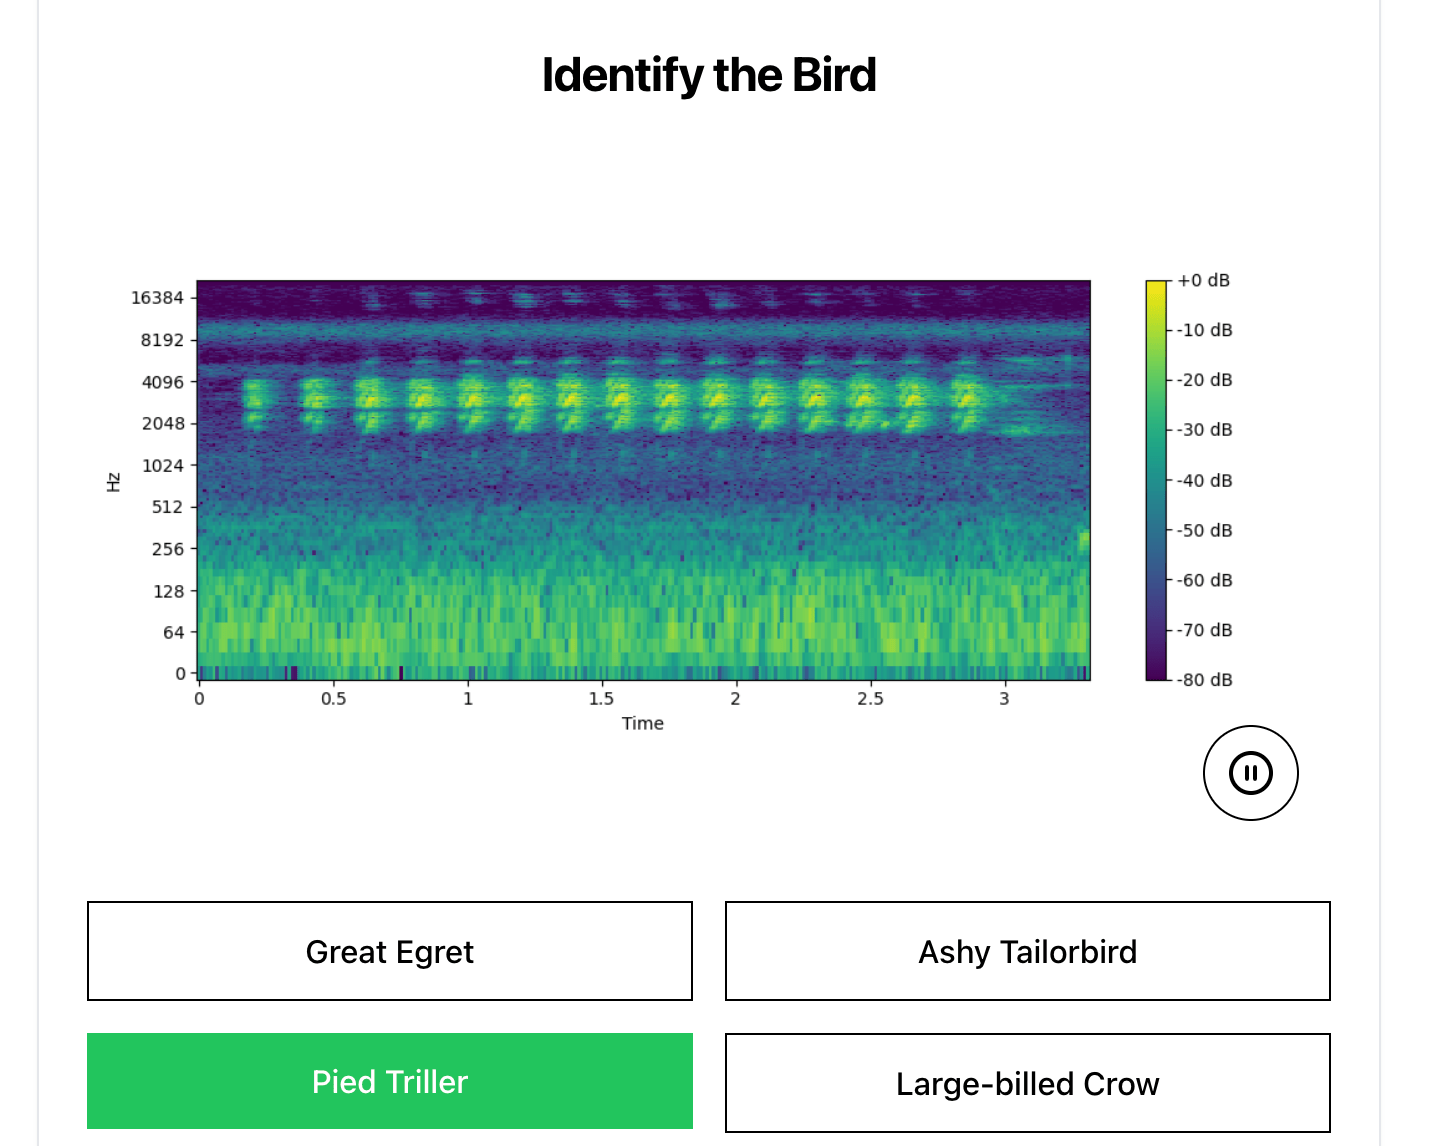 Identify the Bird
16384
8192
4096
2048
1024
512
256
128
64
0
Hz
0 0.5 1 1.5 2 2.5 3
Time
+0 dB
-10 dB
-20 dB
-30 dB
-40 dB
-50 dB
-60 dB
-70 dB
-80 dB
Great Egret
Ashy Tailorbird
Pied Triller
Large-billed Crow